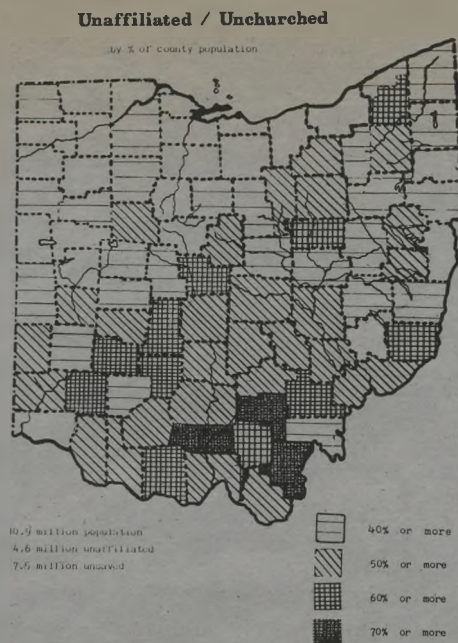 Unaffiliated / Unchurched
by % of county population
10.9 million population
4.6 million unaffiliated
7.5 million unsaved
40% or more
50% or more
60% or more
70% or more